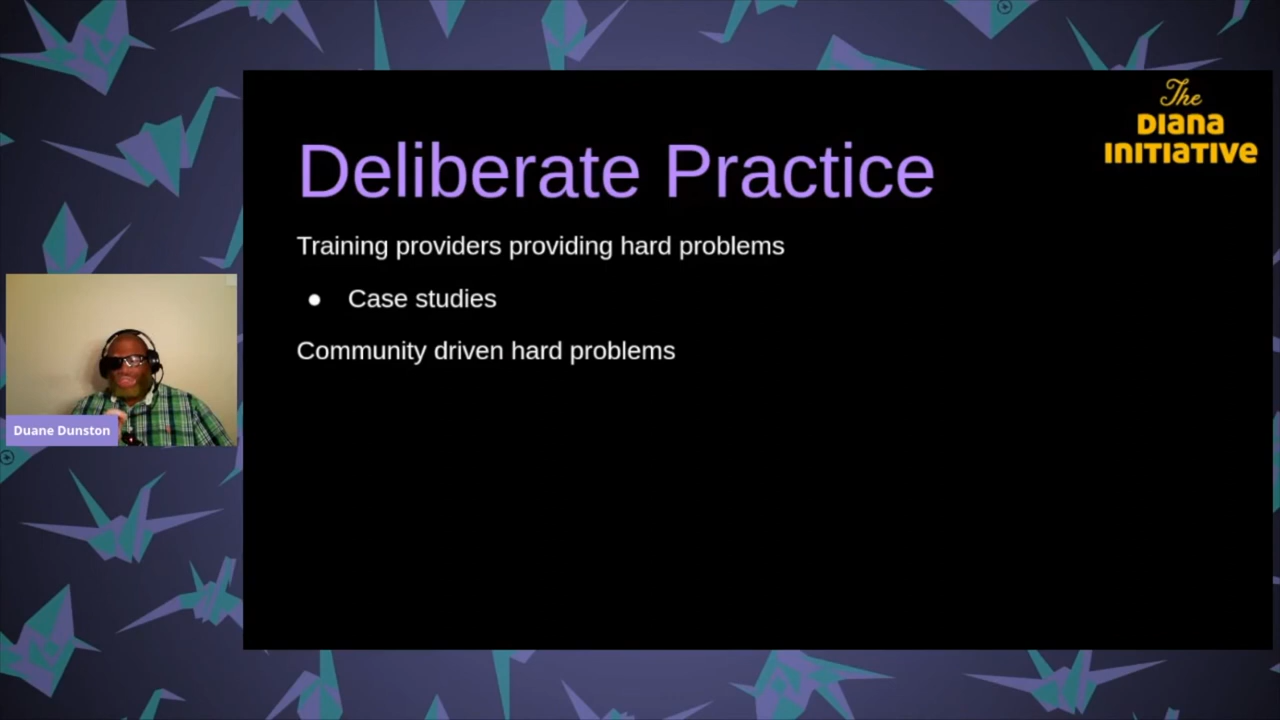 The
Diana
Initiative
Deliberate Practice
Training providers providing hard problems
● Case studies
Community driven hard problems
Duane Dunston